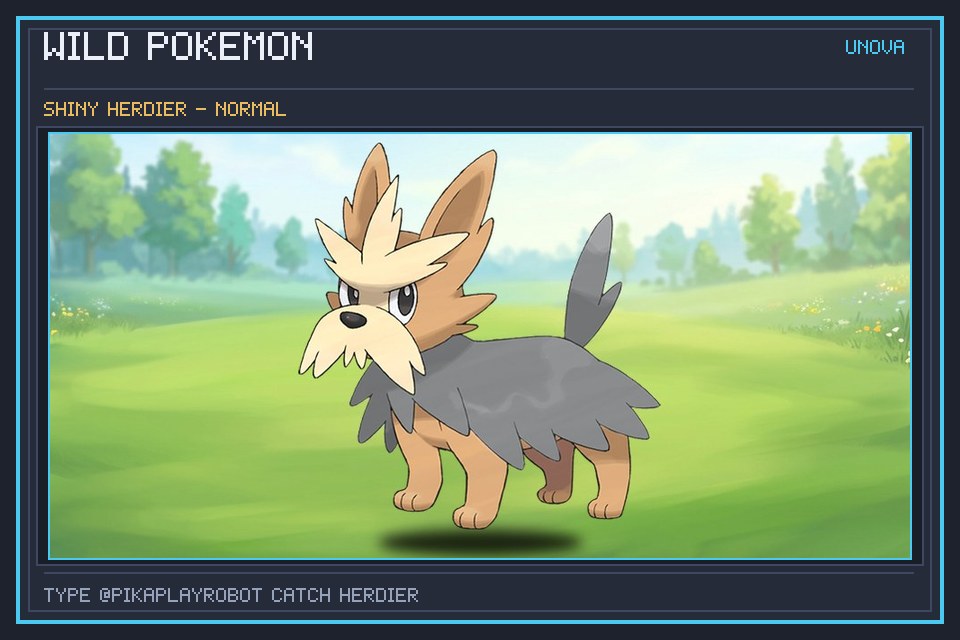 WILD POKEMON
UNOVA
SHINY HERDIER - NORMAL
TYPE @PIKAPLAYROBOT CATCH HERDIER